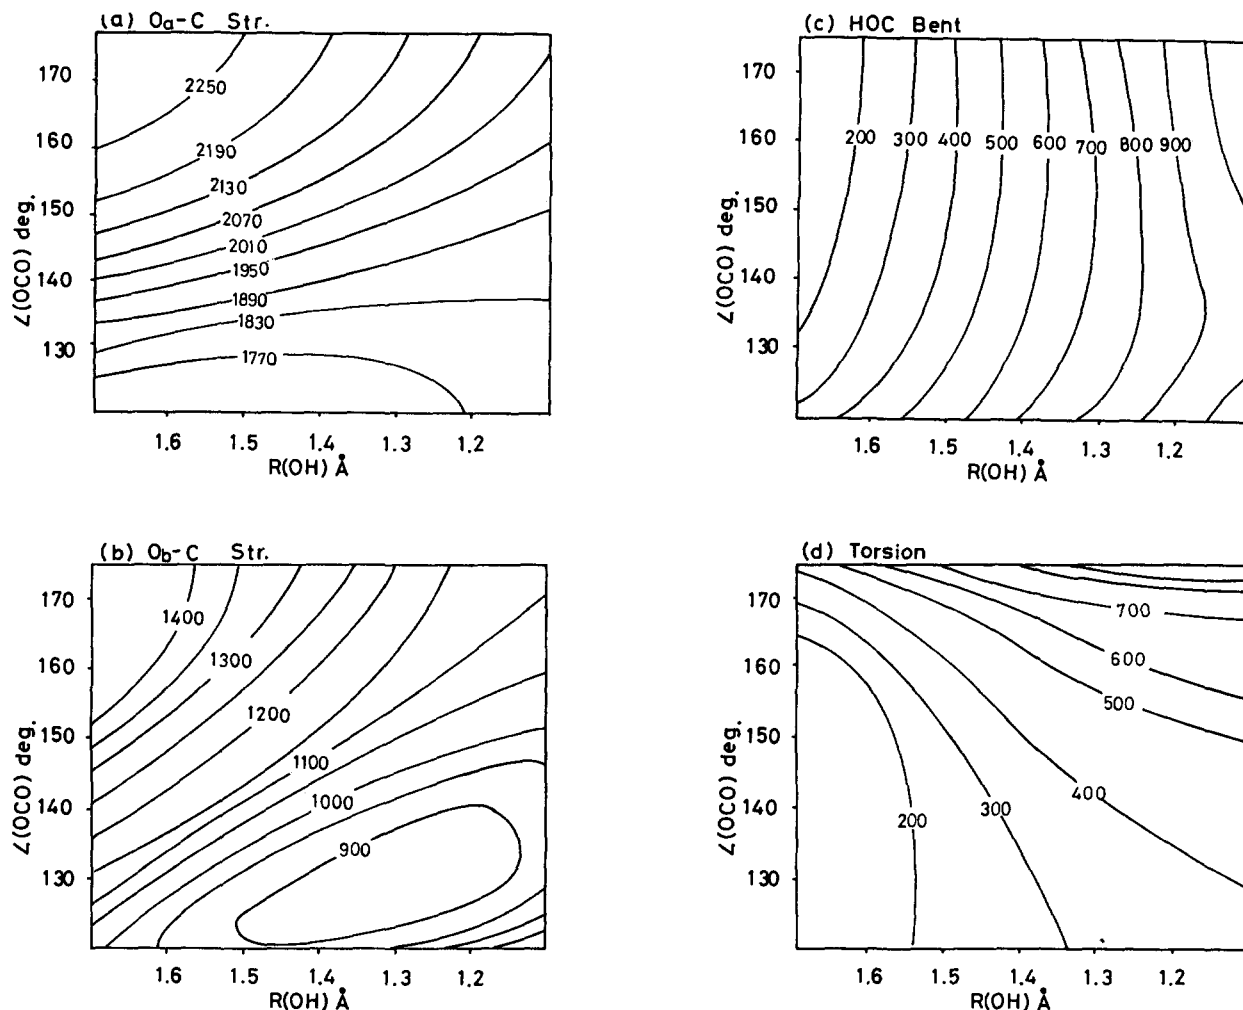 (a) Oa-C Str.
170
160
150
140
130
∠(OCO) deg.
2250
2190
2130
2070
2010
1950
1890
1830
1770
1.6 1.5 1.4 1.3 1.2
R(OH) Å
(c) HOC Bent
170
160
150
140
130
∠(OCO) deg.
200 300 400 500 600 700 800 900
1.6 1.5 1.4 1.3 1.2
R(OH) Å
(b) Ob-C Str.
170
160
150
140
130
∠(OCO) deg.
1400
1300
1200
1100
1000
900
1.6 1.5 1.4 1.3 1.2
R(OH) Å
(d) Torsion
170
160
150
140
130
∠(OCO) deg.
700
600
500
400
300
200
1.6 1.5 1.4 1.3 1.2
R(OH) Å